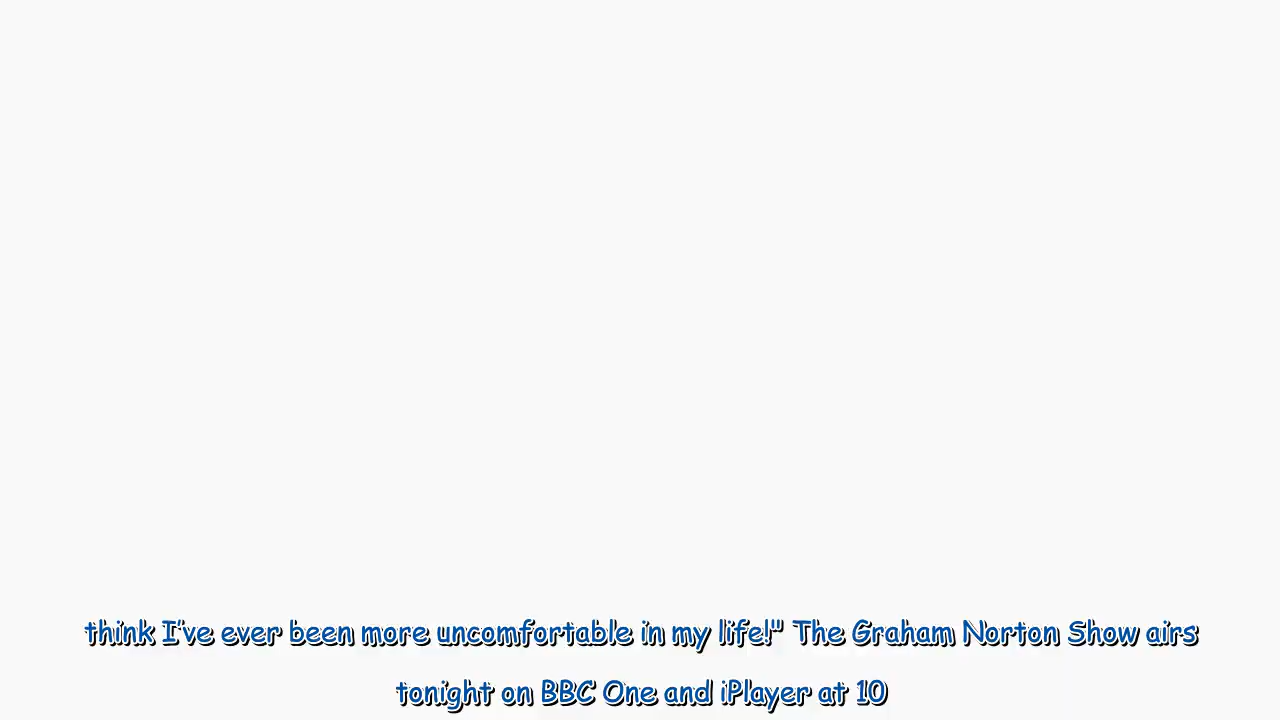 think I've ever been more uncomfortable in my life!" The Graham Norton Show airs
tonight on BBC One and iPlayer at 10